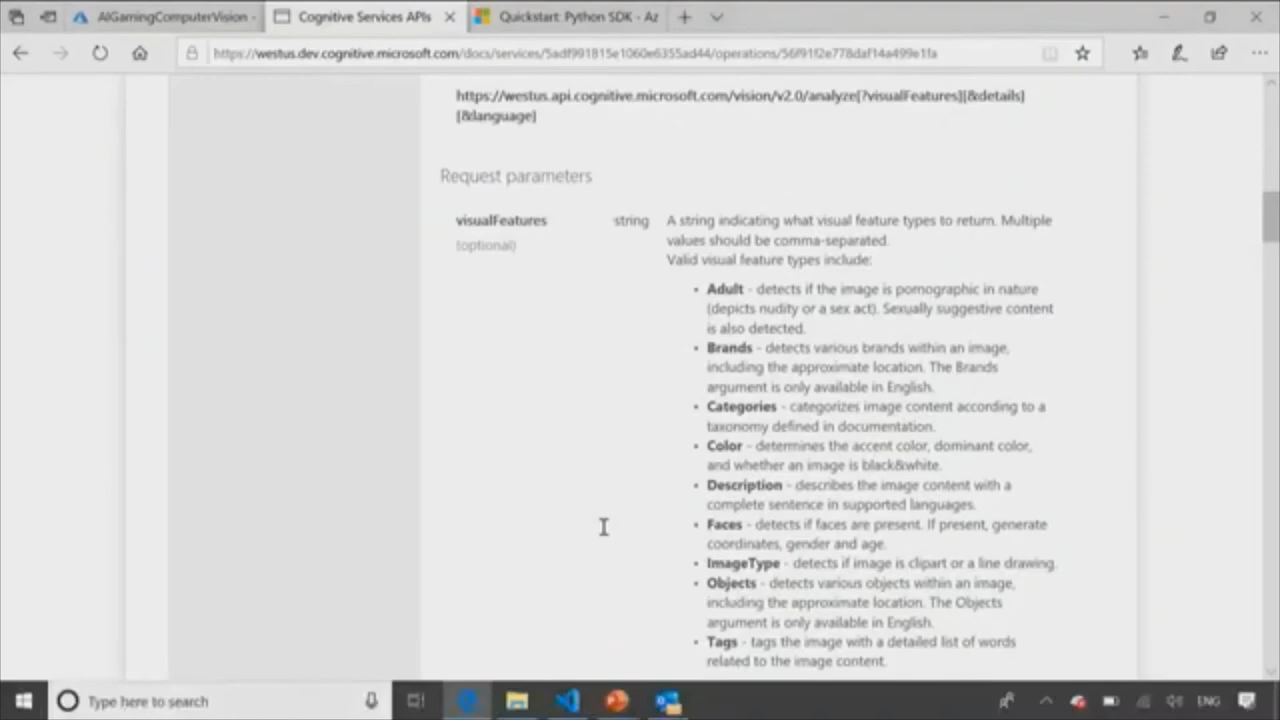 AIGamingComputerVision -
Cognitive Services APIs
Quickstart: Python SDK - Az
https://westus.dev.cognitive.microsoft.com/docs/services/5adf991815e1060e6355ad44/operations/56f91f2e778daf14a499e1fa
https://westus.api.cognitive.microsoft.com/vision/v2.0/analyze[?visualFeatures][&details]
[&language]
Request parameters
visualFeatures string A string indicating what visual feature types to return. Multiple
(optional) values should be comma-separated.
Valid visual feature types include:
• Adult - detects if the image is pornographic in nature
(depicts nudity or a sex act). Sexually suggestive content
is also detected.
• Brands - detects various brands within an image,
including the approximate location. The Brands
argument is only available in English.
• Categories - categorizes image content according to a
taxonomy defined in documentation.
• Color - determines the accent color, dominant color,
and whether an image is black&white.
• Description - describes the image content with a
complete sentence in supported languages.
• Faces - detects if faces are present. If present, generate
coordinates, gender and age.
• ImageType - detects if image is clipart or a line drawing.
• Objects - detects various objects within an image,
including the approximate location. The Objects
argument is only available in English.
• Tags - tags the image with a detailed list of words
related to the image content.
Type here to search
ENG